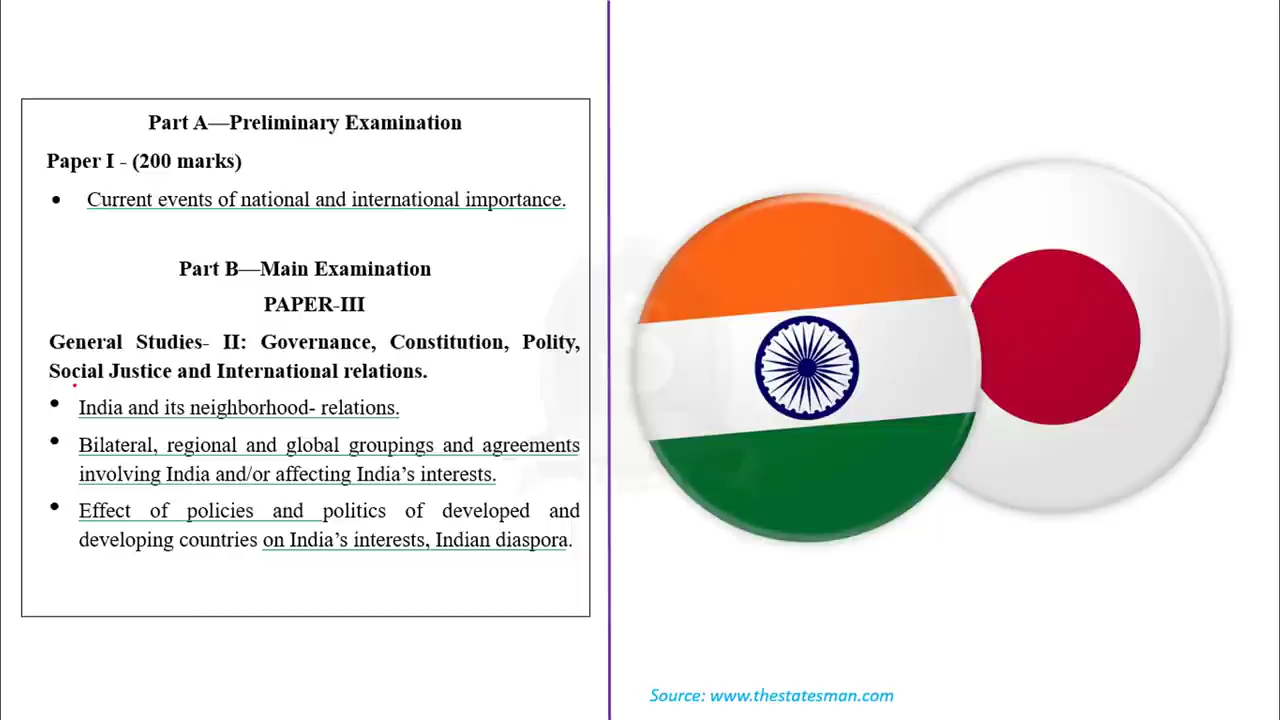 Part A—Preliminary Examination
Paper I - (200 marks)
• Current events of national and international importance.
Part B—Main Examination
PAPER-III
General Studies- II: Governance, Constitution, Polity,
Social Justice and International relations.
• India and its neighborhood- relations.
• Bilateral, regional and global groupings and agreements
involving India and/or affecting India’s interests.
• Effect of policies and politics of developed and
developing countries on India’s interests, Indian diaspora.
Source: www.thestatesman.com